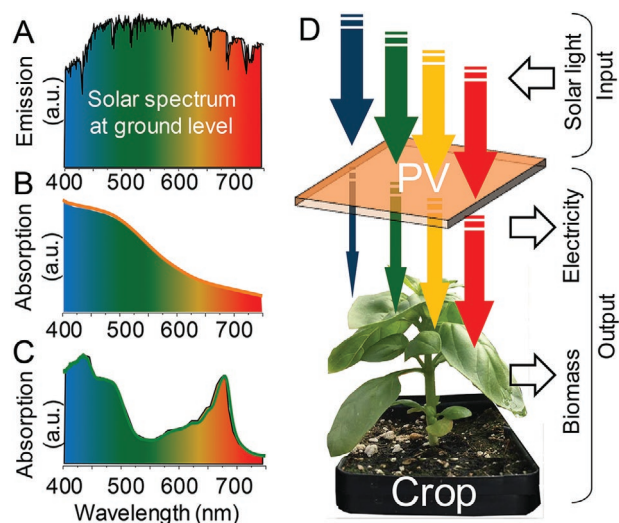 A
Emission
(a.u.)
Solar spectrum
at ground level
400 500 600 700
B
Absorption
(a.u.)
400 500 600 700
C
Absorption
(a.u.)
400 500 600 700
Wavelength (nm)
D
PV
Crop
Solar light
Input
Electricity
Biomass
Output